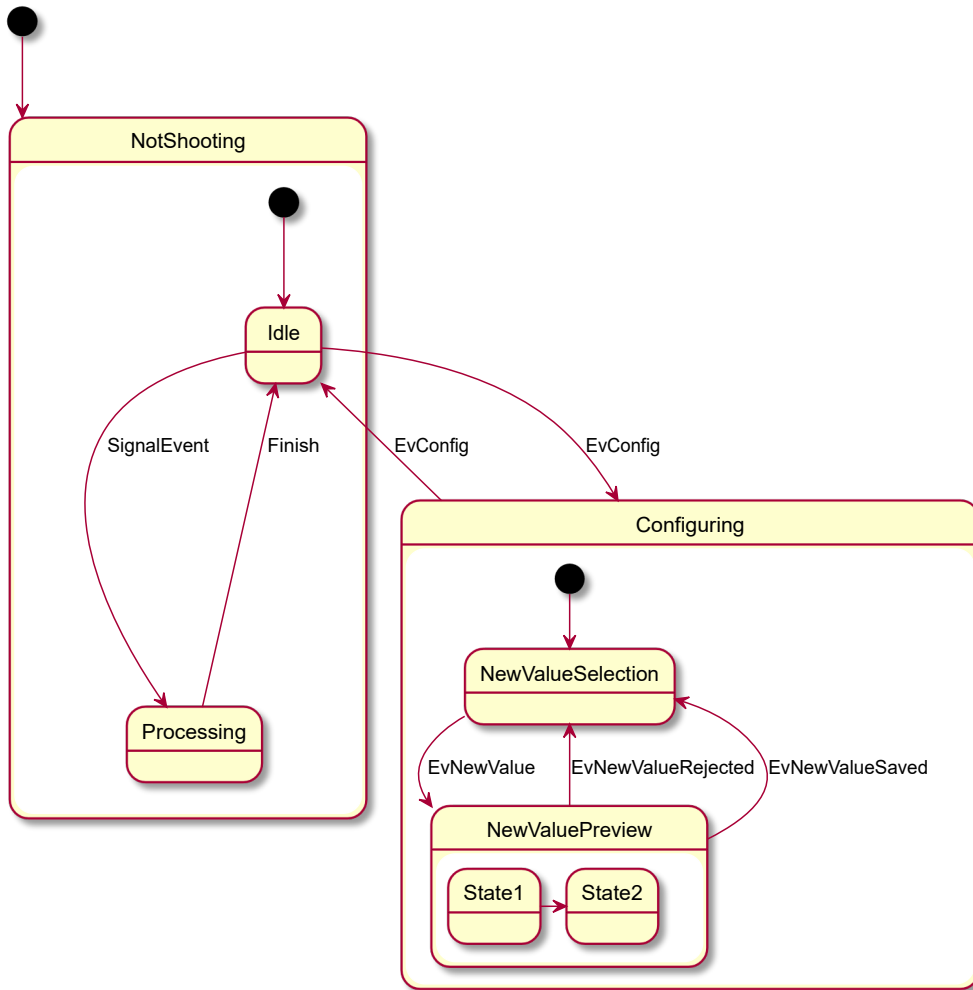 NotShooting
Idle
SignalEvent
Finish
EvConfig
EvConfig
Configuring
Processing
NewValueSelection
EvNewValue
EvNewValueRejected
EvNewValueSaved
NewValuePreview
State1
State2